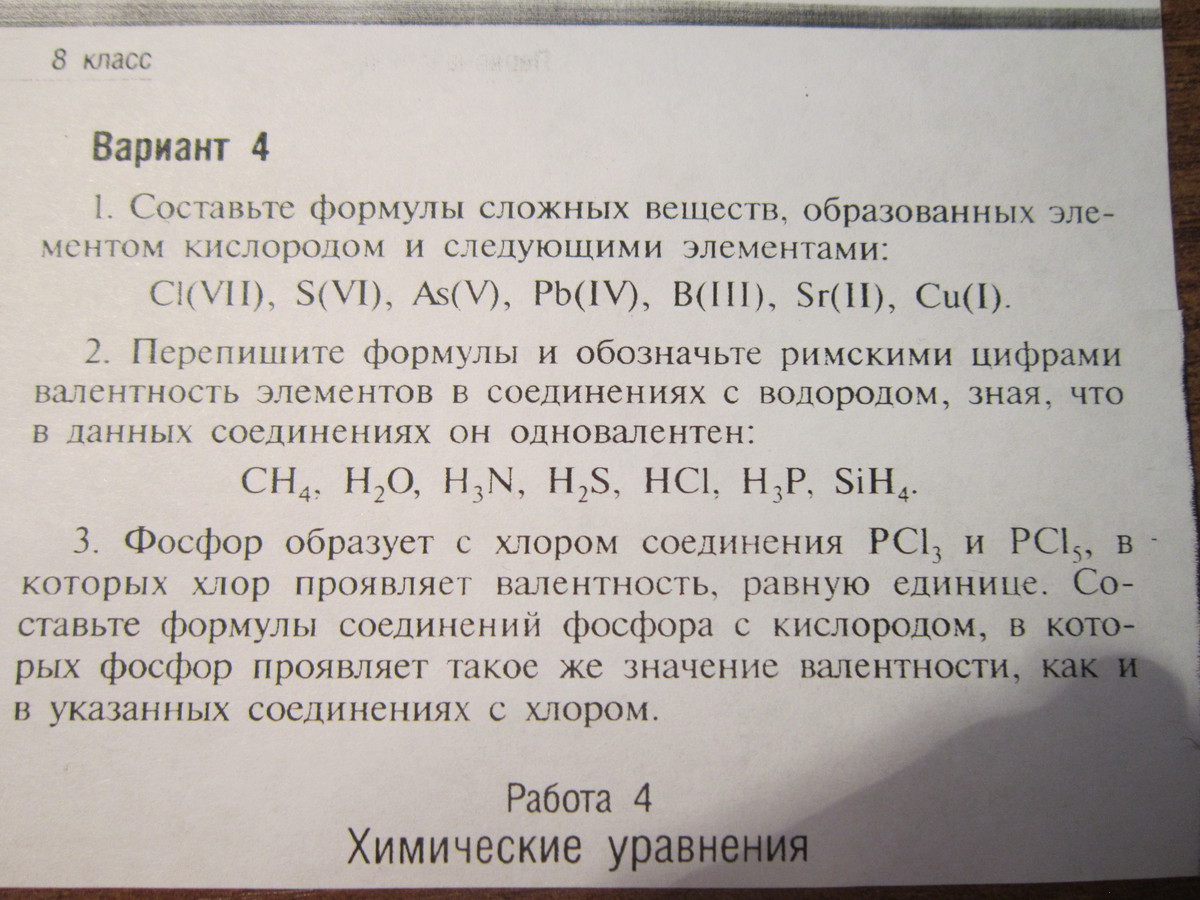 8 класс
Вариант 4
1. Составьте формулы сложных веществ, образованных эле-
ментом кислородом и следующими элементами:
Cl(VII), S(VI), As(V), Pb(IV), B(III), Sr(II), Cu(I).
2. Перепишите формулы и обозначьте римскими цифрами
валентность элементов в соединениях с водородом, зная, что
в данных соединениях он одновалентен:
CH₄, H₂O, H₃N, H₂S, HCl, H₃P, SiH₄.
3. Фосфор образует с хлором соединения PCl₃ и PCl₅, в
которых хлор проявляет валентность, равную единице. Со-
ставьте формулы соединений фосфора с кислородом, в кото-
рых фосфор проявляет такое же значение валентности, как и
в указанных соединениях с хлором.
Работа 4
Химические уравнения